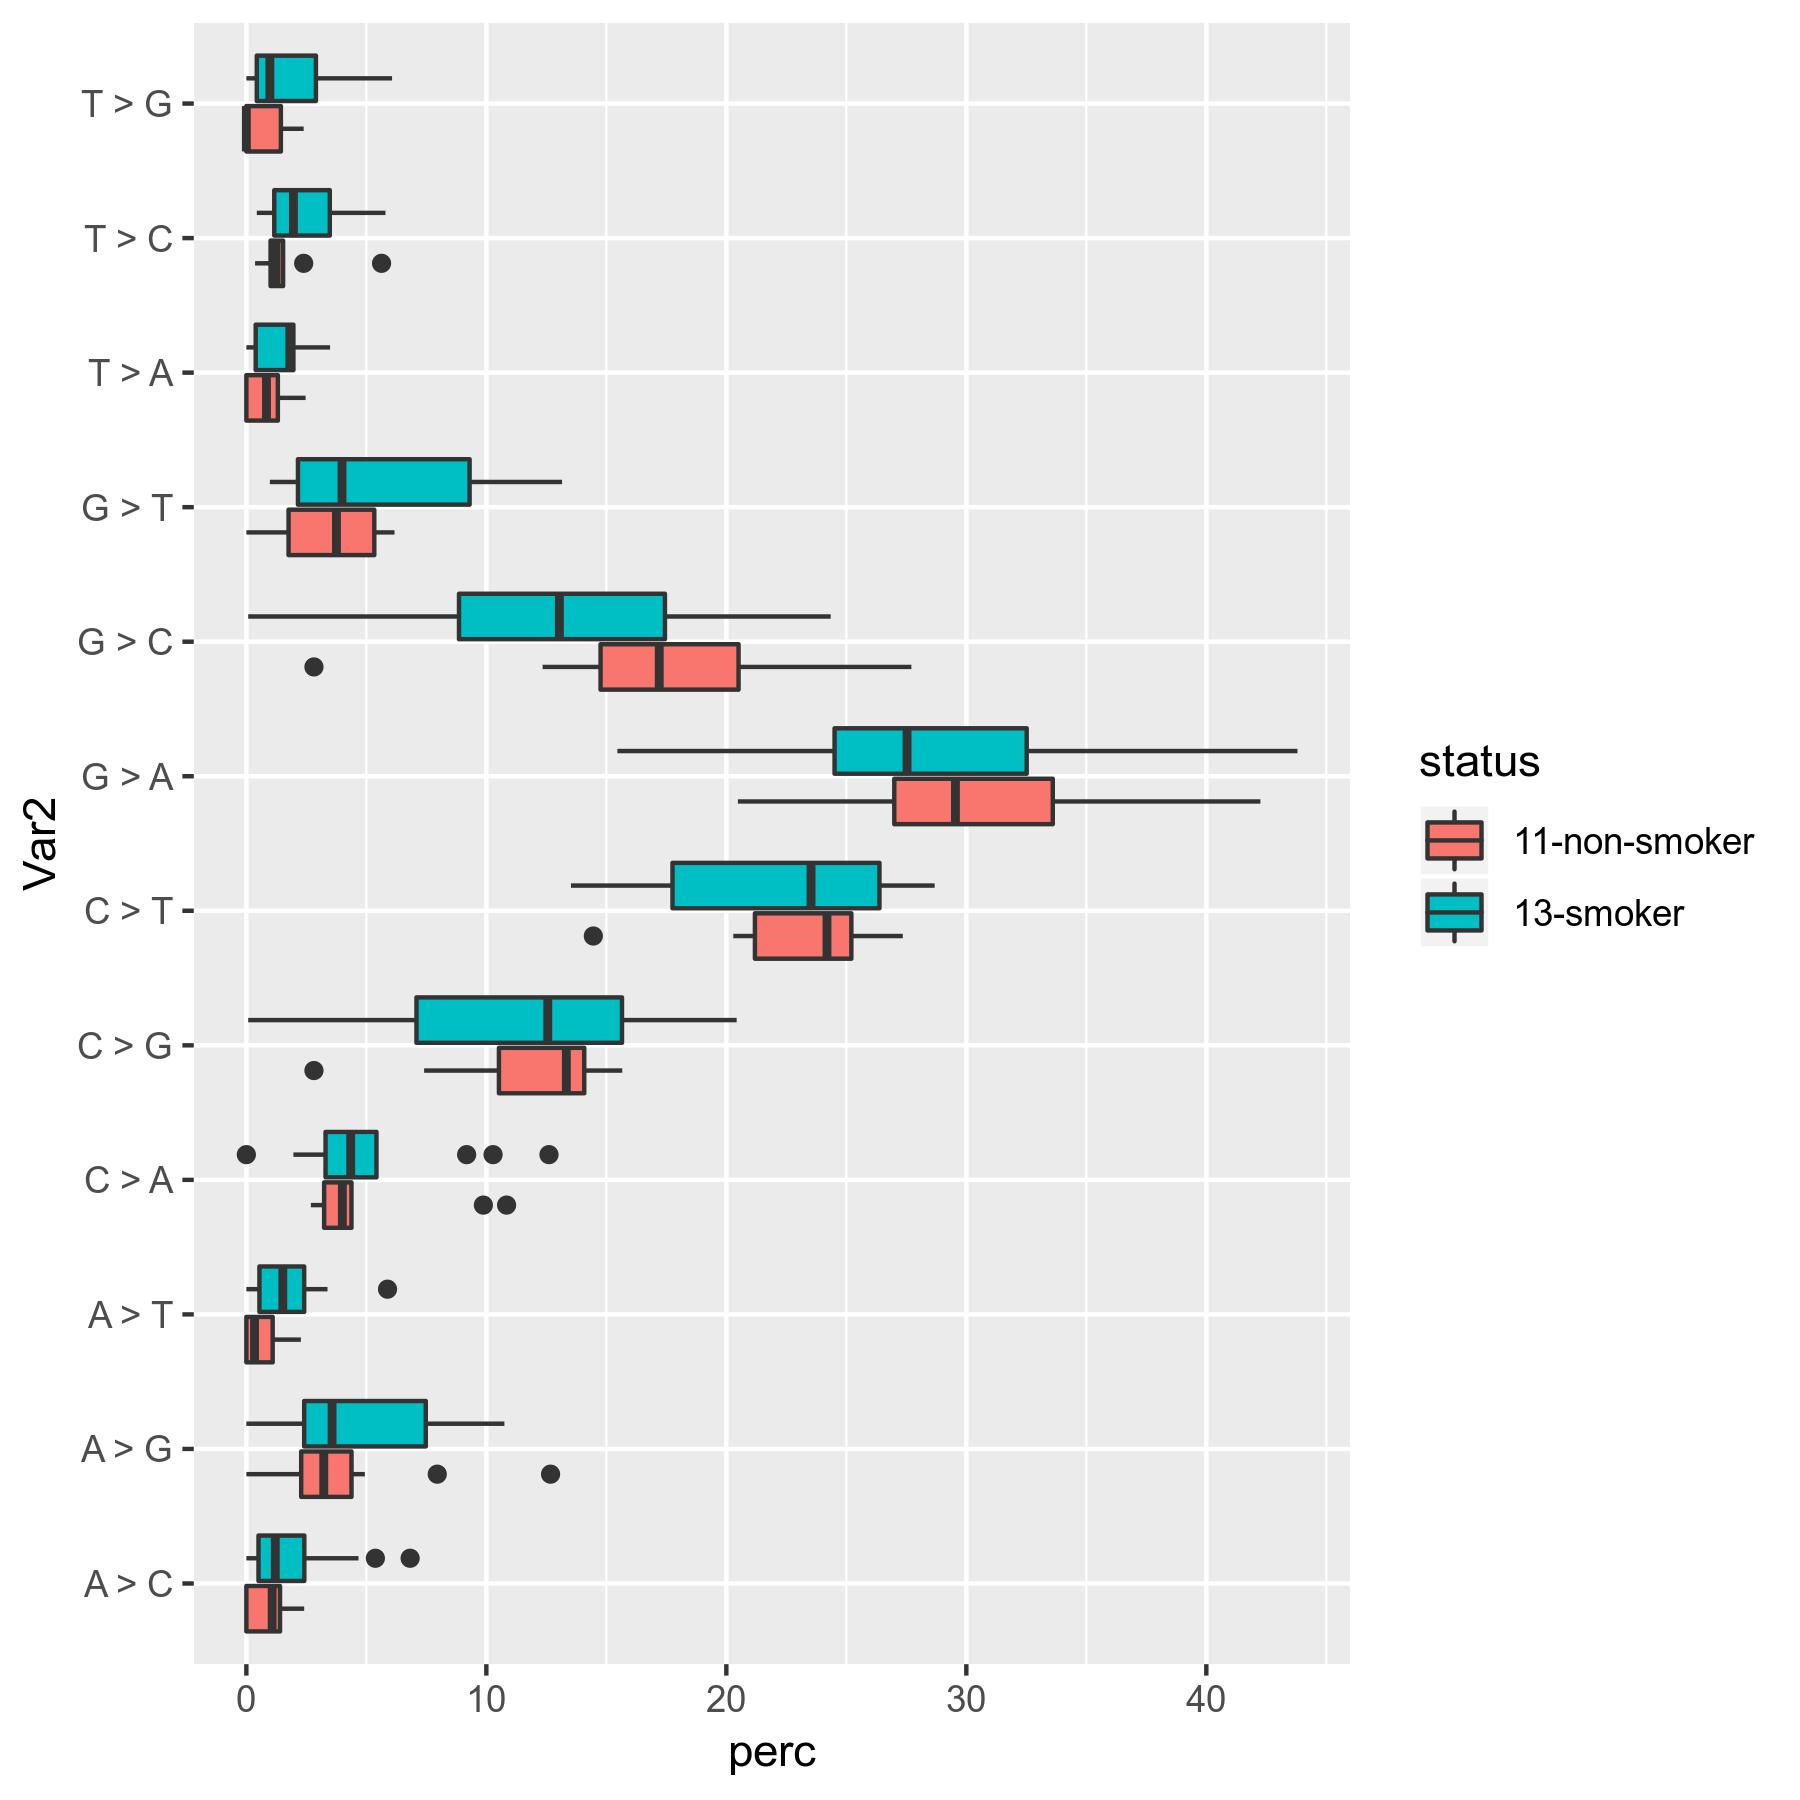 T > G
T > C
T > A
G > T
G > C
G > A
C > T
C > G
C > A
A > T
A > G
A > C
Var2
0 10 20 30 40
perc
status
11-non-smoker
13-smoker